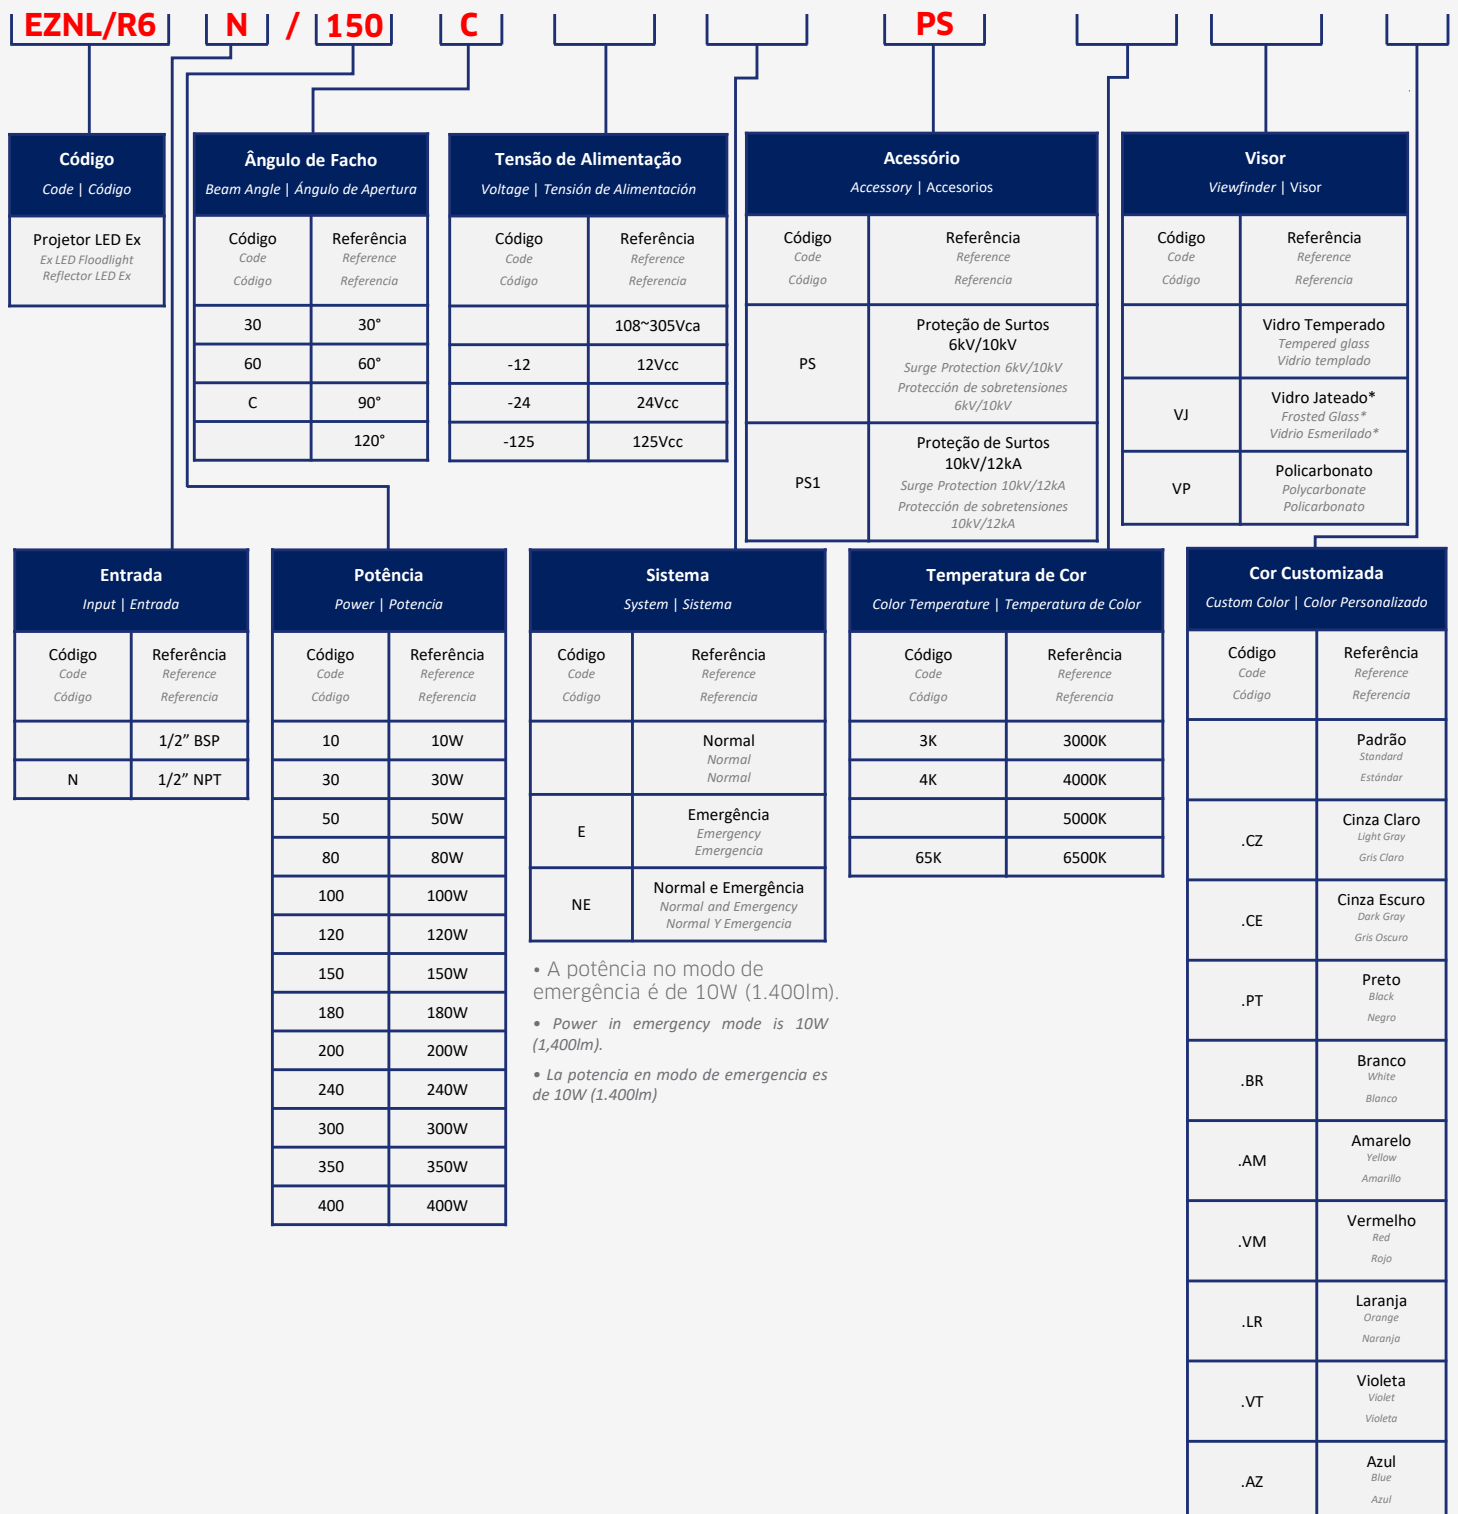 EZNL/R6 N / 150 C PS
Código
Code | Código
Projetor LED Ex
Ex LED Floodlight
Reflector LED Ex
Ângulo de Facho
Beam Angle | Ángulo de Apertura
Código Referência
Code Reference
Código Referencia
30 30°
60 60°
C 90°
120°
Tensão de Alimentação
Voltage | Tensión de Alimentación
Código Referência
Code Reference
Código Referencia
108~305Vca
-12 12Vcc
-24 24Vcc
-125 125Vcc
Acessório
Accessory | Accesorios
Código Referência
Code Reference
Código Referencia
PS
Proteção de Surtos
6kV/10kV
Surge Protection 6kV/10kV
Protección de sobretensiones
6kV/10kV
PS1
Proteção de Surtos
10kV/12kA
Surge Protection 10kV/12kA
Protección de sobretensiones
10kV/12kA
Visor
Viewfinder | Visor
Código Referência
Code Reference
Código Referencia
Vidro Temperado
Tempered glass
Vidrio templado
VJ
Vidro Jateado*
Frosted Glass*
Vidrio Esmerilado*
VP
Policarbonato
Polycarbonate
Policarbonato
Entrada
Input | Entrada
Código Referência
Code Reference
Código Referencia
1/2” BSP
N 1/2” NPT
Potência
Power | Potencia
Código Referência
Code Reference
Código Referencia
10 10W
30 30W
50 50W
80 80W
100 100W
120 120W
150 150W
180 180W
200 200W
240 240W
300 300W
350 350W
400 400W
Sistema
System | Sistema
Código Referência
Code Reference
Código Referencia
Normal
Normal
Normal
E
Emergência
Emergency
Emergencia
NE
Normal e Emergência
Normal and Emergency
Normal Y Emergencia
• A potência no modo de
emergência é de 10W (1.400lm).
• Power in emergency mode is 10W
(1,400lm).
• La potencia en modo de emergencia es
de 10W (1.400lm)
Temperatura de Cor
Color Temperature | Temperatura de Color
Código Referência
Code Reference
Código Referencia
3K 3000K
4K 4000K
5000K
65K 6500K
Cor Customizada
Custom Color | Color Personalizado
Código Referência
Code Reference
Código Referencia
Padrão
Standard
Estándar
.CZ
Cinza Claro
Light Gray
Gris Claro
.CE
Cinza Escuro
Dark Gray
Gris Oscuro
.PT
Preto
Black
Negro
.BR
Branco
White
Blanco
.AM
Amarelo
Yellow
Amarillo
.VM
Vermelho
Red
Rojo
.LR
Laranja
Orange
Naranja
.VT
Violeta
Violet
Violeta
.AZ
Azul
Blue
Azul